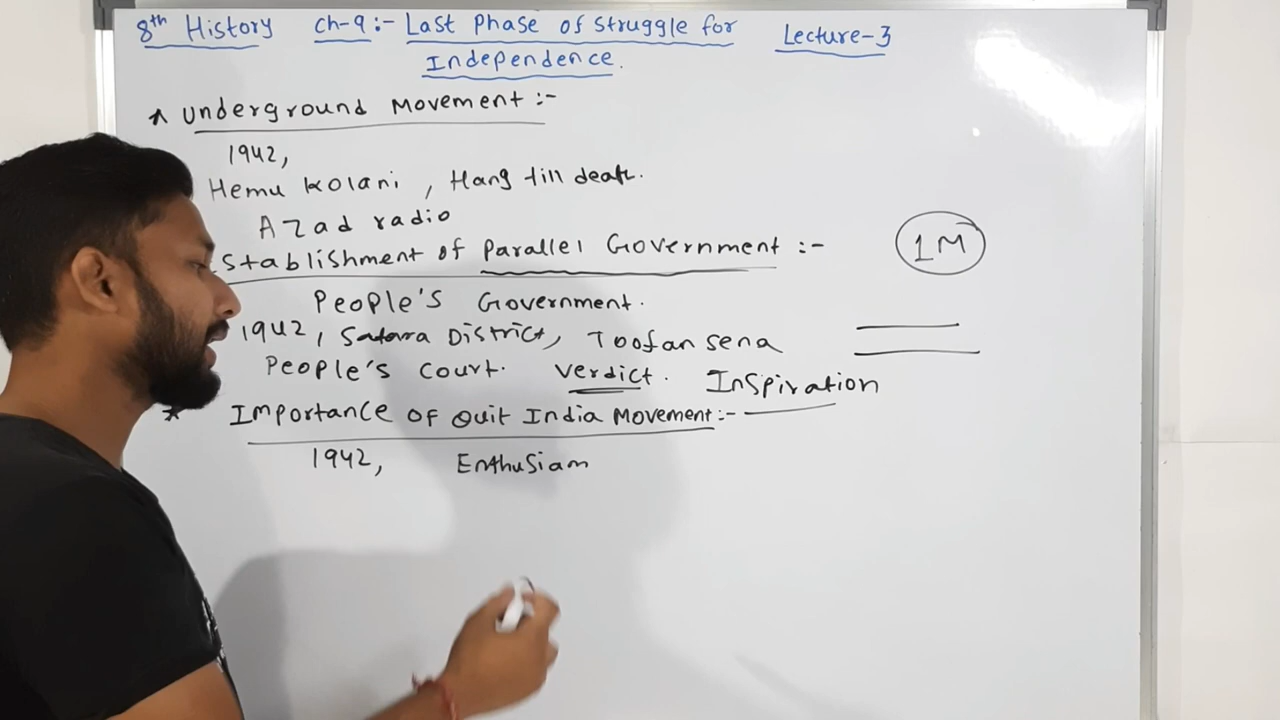 8th History ch-9:- Last Phase of Struggle for Independence. Lecture-3
* Underground Movement :-
1942,
Hemu Kolani, Hang till death.
Azad radio
stablishment of Parallel Government :-
1M
People's Government.
1942, Satara District, Toofan sena
People's court. Verdict. Inspiration
* Importance of Quit India Movement:-
1942, Enthusiam